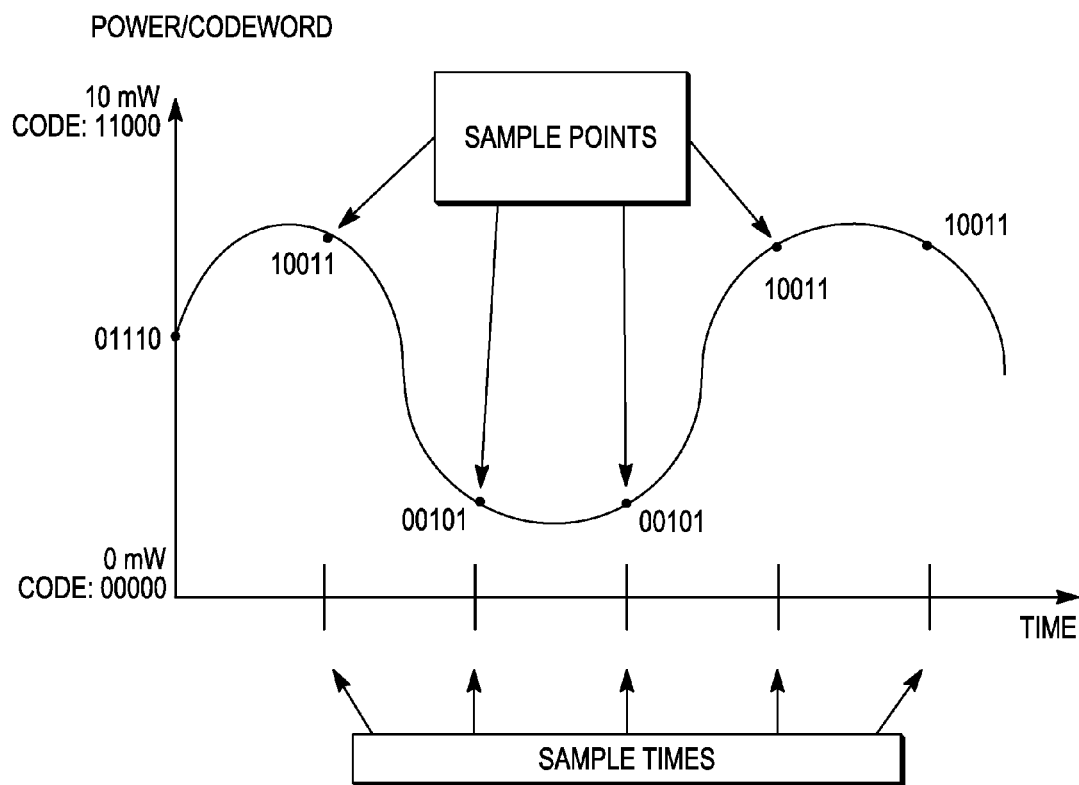 POWER/CODEWORD
10 mW
CODE: 11000
SAMPLE POINTS
10011
10011
10011
01110
00101
00101
0 mW
CODE: 00000
TIME
SAMPLE TIMES